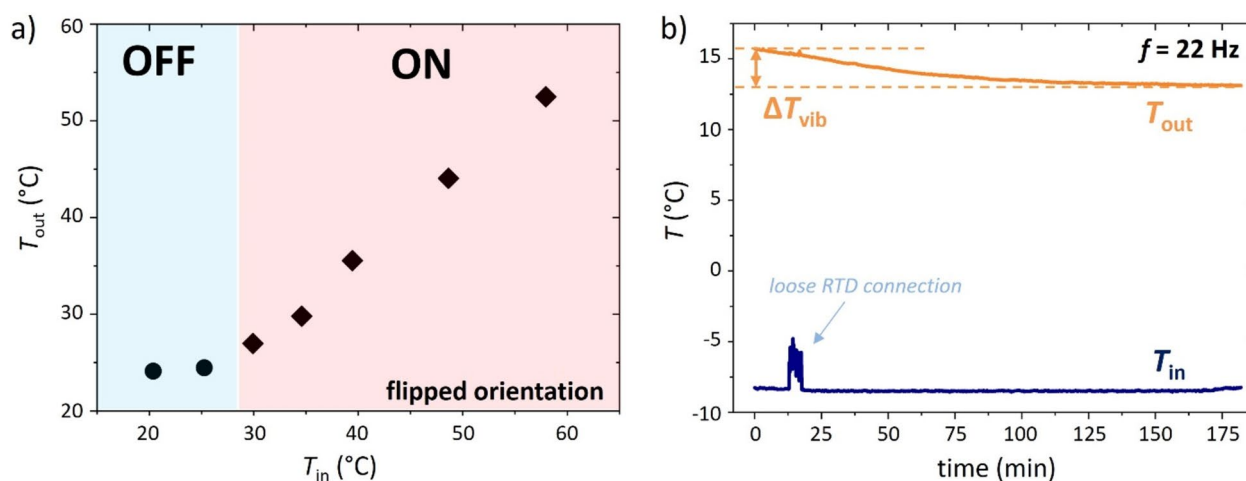 a)
OFF
ON
60
50
40
30
20
T_out (°C)
flipped orientation
20
30
40
50
60
T_in (°C)
b)
f = 22 Hz
15
10
5
0
-5
-10
T (°C)
ΔT_vib
T_out
loose RTD connection
T_in
0
25
50
75
100
125
150
175
time (min)